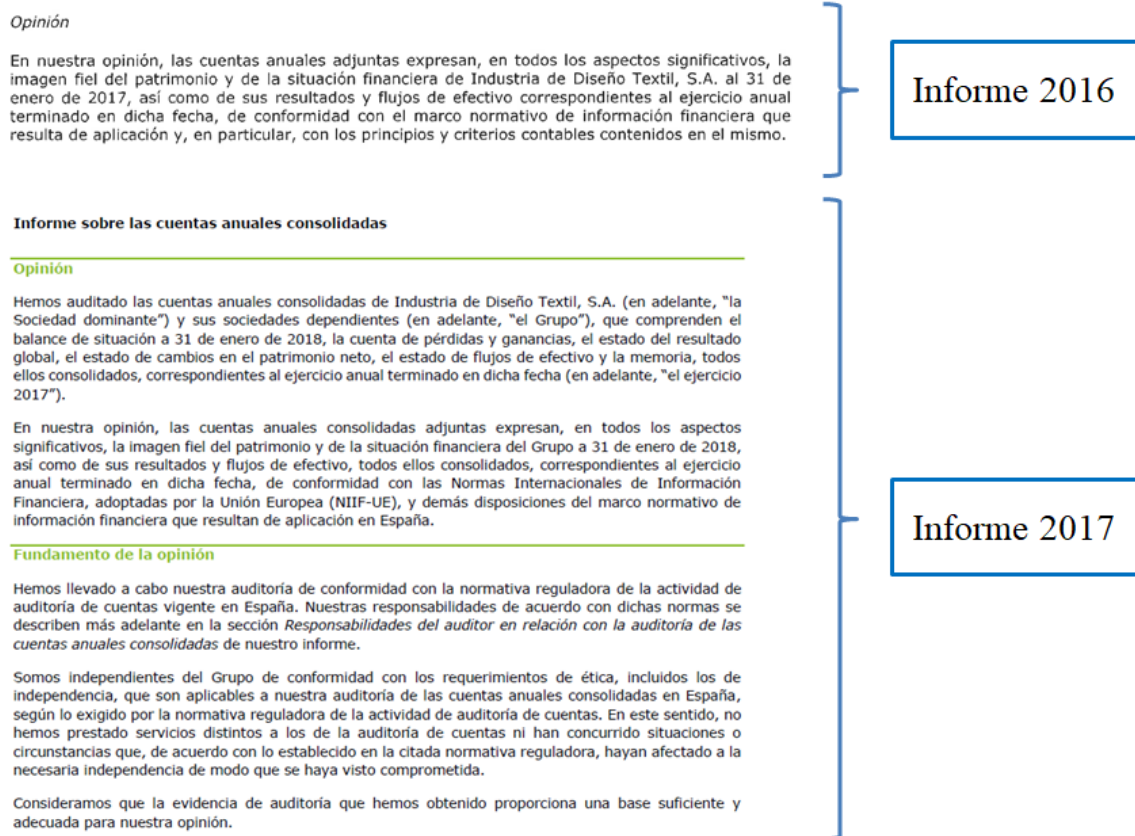 Opinión
En nuestra opinión, las cuentas anuales adjuntas expresan, en todos los aspectos significativos, la
imagen fiel del patrimonio y de la situación financiera de Industria de Diseño Textil, S.A. al 31 de
enero de 2017, así como de sus resultados y flujos de efectivo correspondientes al ejercicio anual
terminado en dicha fecha, de conformidad con el marco normativo de información financiera que
resulta de aplicación y, en particular, con los principios y criterios contables contenidos en el mismo.
Informe 2016
Informe sobre las cuentas anuales consolidadas
Opinión
Hemos auditado las cuentas anuales consolidadas de Industria de Diseño Textil, S.A. (en adelante, "la
Sociedad dominante") y sus sociedades dependientes (en adelante, "el Grupo"), que comprenden el
balance de situación a 31 de enero de 2018, la cuenta de pérdidas y ganancias, el estado del resultado
global, el estado de cambios en el patrimonio neto, el estado de flujos de efectivo y la memoria, todos
ellos consolidados, correspondientes al ejercicio anual terminado en dicha fecha (en adelante, "el ejercicio
2017").
En nuestra opinión, las cuentas anuales consolidadas adjuntas expresan, en todos los aspectos
significativos, la imagen fiel del patrimonio y de la situación financiera del Grupo a 31 de enero de 2018,
así como de sus resultados y flujos de efectivo, todos ellos consolidados, correspondientes al ejercicio
anual terminado en dicha fecha, de conformidad con las Normas Internacionales de Información
Financiera, adoptadas por la Unión Europea (NIIF-UE), y demás disposiciones del marco normativo de
información financiera que resultan de aplicación en España.
Fundamento de la opinión
Hemos llevado a cabo nuestra auditoría de conformidad con la normativa reguladora de la actividad de
auditoría de cuentas vigente en España. Nuestras responsabilidades de acuerdo con dichas normas se
describen más adelante en la sección Responsabilidades del auditor en relación con la auditoría de las
cuentas anuales consolidadas de nuestro informe.
Somos independientes del Grupo de conformidad con los requerimientos de ética, incluidos los de
independencia, que son aplicables a nuestra auditoría de las cuentas anuales consolidadas en España,
según lo exigido por la normativa reguladora de la actividad de auditoría de cuentas. En este sentido, no
hemos prestado servicios distintos a los de la auditoría de cuentas ni han concurrido situaciones o
circunstancias que, de acuerdo con lo establecido en la citada normativa reguladora, hayan afectado a la
necesaria independencia de modo que se haya visto comprometida.
Consideramos que la evidencia de auditoría que hemos obtenido proporciona una base suficiente y
adecuada para nuestra opinión.
Informe 2017